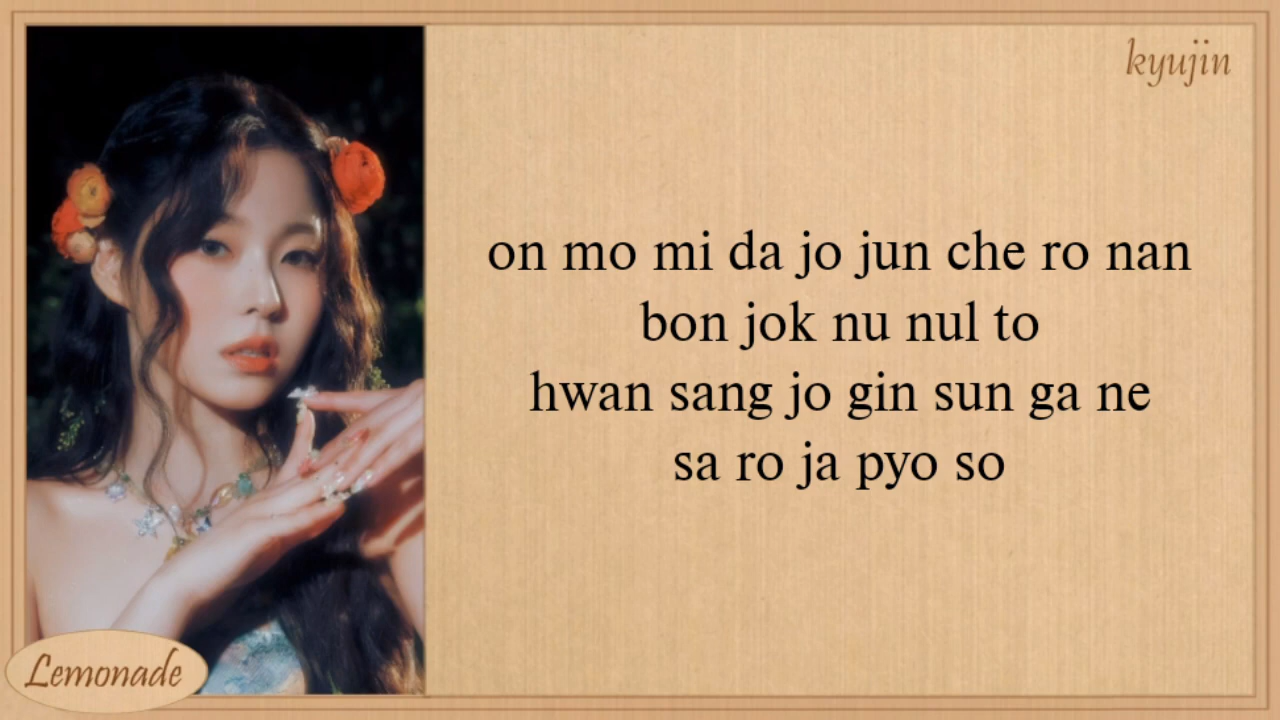 kyujin
on mo mi da jo jun che ro nan
bon jok nu nul to
hwan sang jo gin sun ga ne
sa ro ja pyo so
Lemonade